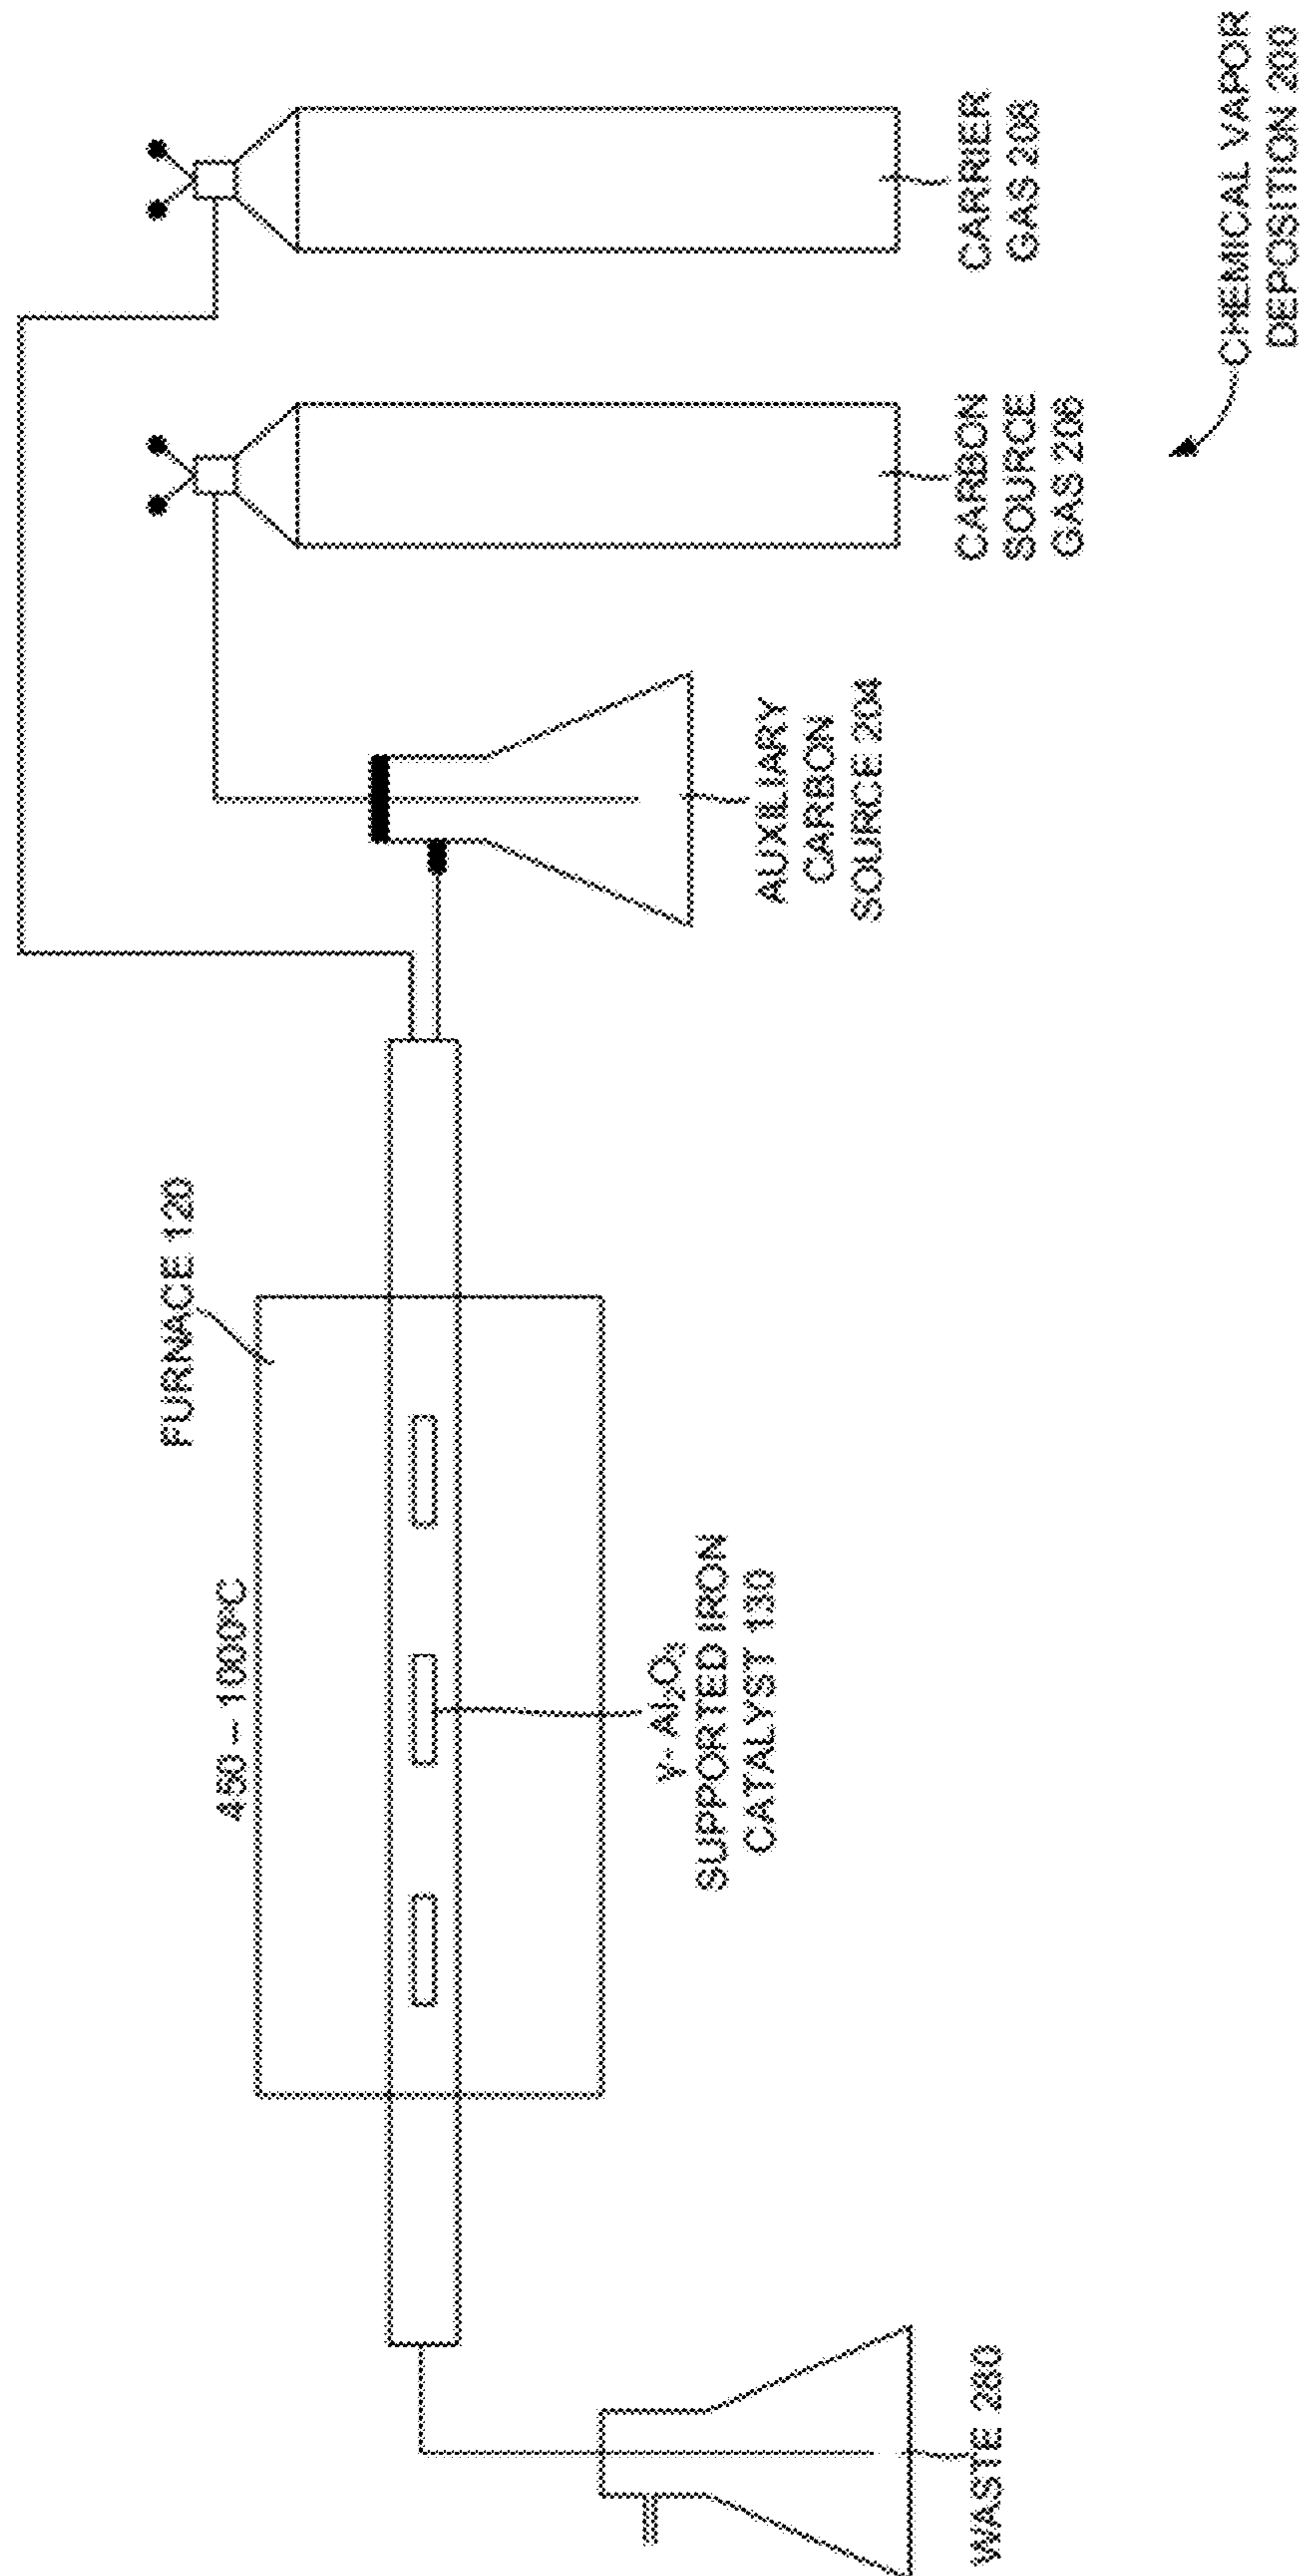 FURNACE 120
450 – 1000°C
γ- Al₂O₃
SUPPORTED IRON
CATALYST 130
WASTE 280
AUXILIARY
CARBON
SOURCE 204
CARBON
SOURCE
GAS 206
CARRIER
GAS 208
CHEMICAL VAPOR
DEPOSITION 200